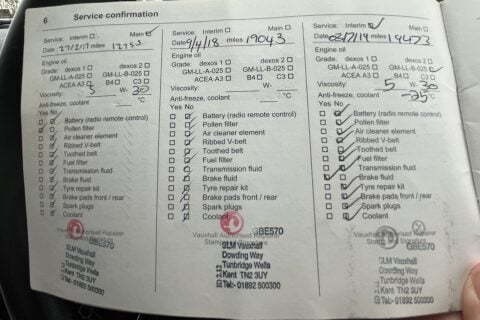 6 Service confirmation
Service: Interim Main
Date 27/2/17 miles 12755
Engine oil
Grade: dexos 1 dexos 2
GM-LL-A-025 GM-LL-B-025
ACEA A3 B4 C3
Viscosity: 5 W- 30
Anti-freeze, coolant °C
Yes No
Battery (radio remote control)
Pollen filter
Air cleaner element
Ribbed V-belt
Toothed belt
Fuel filter
Transmission fluid
Brake fluid
Tyre repair kit
Brake pads front / rear
Spark plugs
Coolant
Vauxhall Authorised Repairer
GBE570
SLM Vauxhall
Dowding Way
Tunbridge Wells
Kent TN2 3UY
Tel:- 01892 500300
Service: Interim Main
Date 9/4/18 miles 19043
Engine oil
Grade: dexos 1 dexos 2
GM-LL-A-025 GM-LL-B-025
ACEA A3 B4 C3
Viscosity: W-
Anti-freeze, coolant °C
Yes No
Battery (radio remote control)
Pollen filter
Air cleaner element
Ribbed V-belt
Toothed belt
Fuel filter
Transmission fluid
Brake fluid
Tyre repair kit
Brake pads front / rear
Spark plugs
Coolant
Vauxhall Authorised Repairer
GBE570
SLM Vauxhall
Dowding Way
Tunbridge Wells
Kent TN2 3UY
Tel:- 01892 500300
Service: Interim Main
Date miles 19473
Engine oil
Grade: dexos 1 dexos 2
GM-LL-A-025 GM-LL-B-025
ACEA A3 B4 C3
Viscosity: 5 W- 30
Anti-freeze, coolant -25 °C
Yes No
Battery (radio remote control)
Pollen filter
Air cleaner element
Ribbed V-belt
Toothed belt
Fuel filter
Transmission fluid
Brake fluid
Tyre repair kit
Brake pads front / rear
Spark plugs
Coolant
Vauxhall Authorised Repairer
GBE570
SLM Vauxhall
Dowding Way
Tunbridge Wells
Kent TN2 3UY
Tel:- 01892 500300